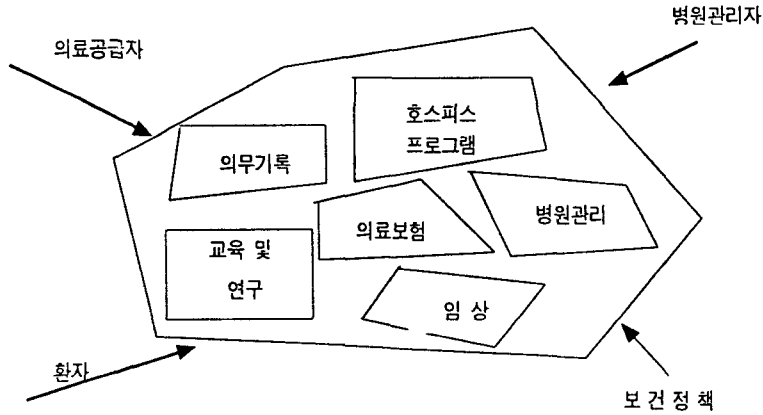 병원관리자
의료공급자
호스피스
프로그램
의무기록
병원관리
의료보험
교육 및
연구
임 상
환자
보 건 정 책